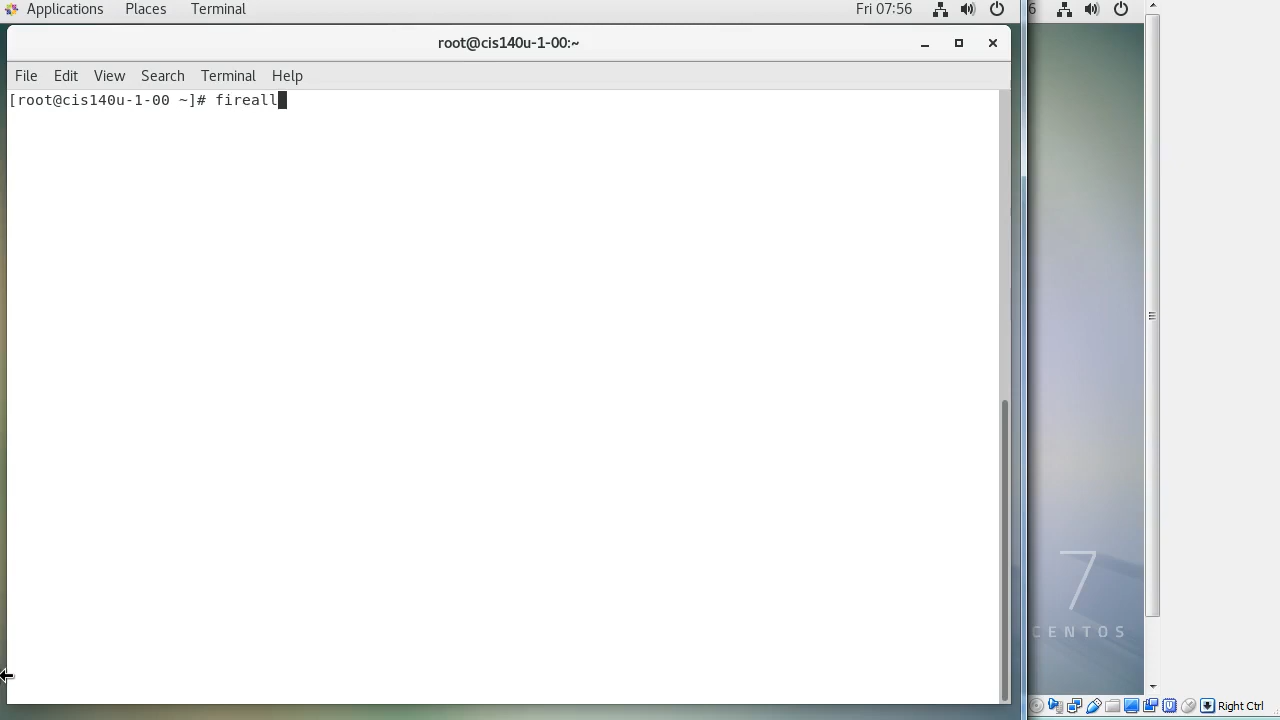 Applications Places Terminal Fri 07:56 6
root@cis140u-1-00:~
File Edit View Search Terminal Help
[root@cis140u-1-00 ~]# fireall
7
CENTOS
Right Ctrl